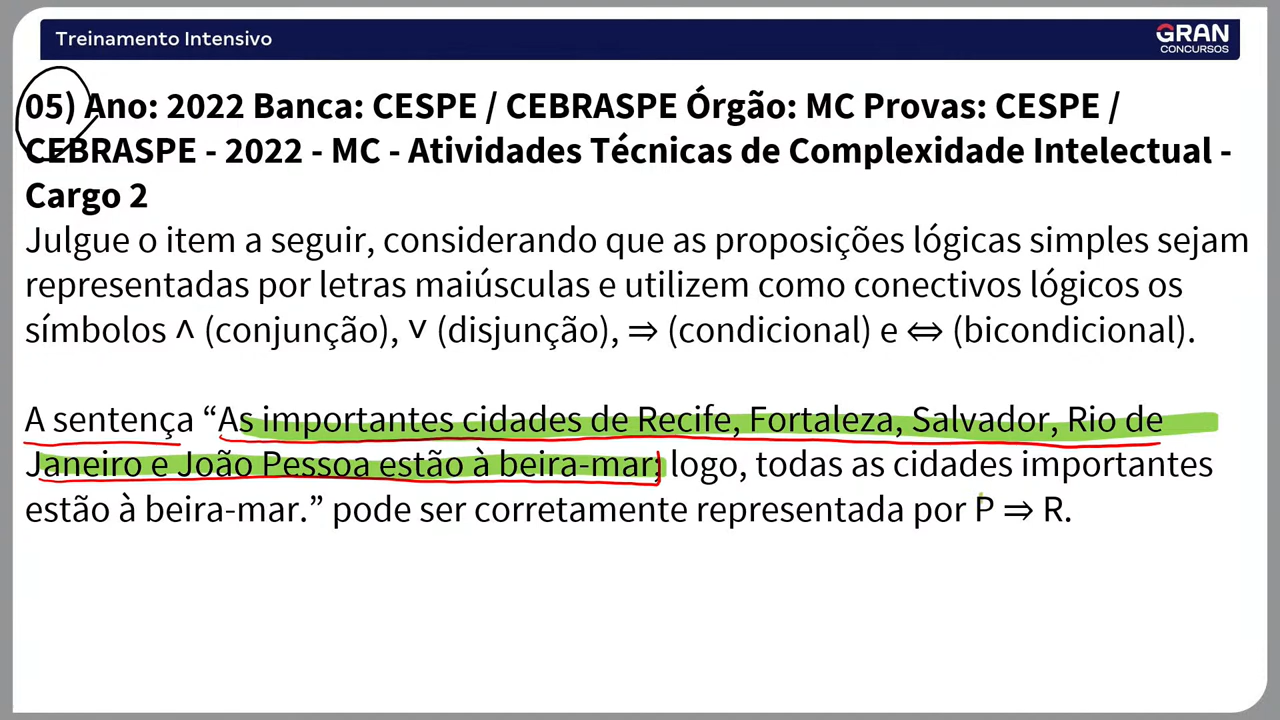 Treinamento Intensivo
GRAN
CONCURSOS
05) Ano: 2022 Banca: CESPE / CEBRASPE Órgão: MC Provas: CESPE /
CEBRASPE - 2022 - MC - Atividades Técnicas de Complexidade Intelectual -
Cargo 2
Julgue o item a seguir, considerando que as proposições lógicas simples sejam
representadas por letras maiúsculas e utilizem como conectivos lógicos os
símbolos ˄ (conjunção), ˅ (disjunção), ⇒ (condicional) e ⇔ (bicondicional).
A sentença “As importantes cidades de Recife, Fortaleza, Salvador, Rio de
Janeiro e João Pessoa estão à beira-mar; logo, todas as cidades importantes
estão à beira-mar.” pode ser corretamente representada por P ⇒ R.